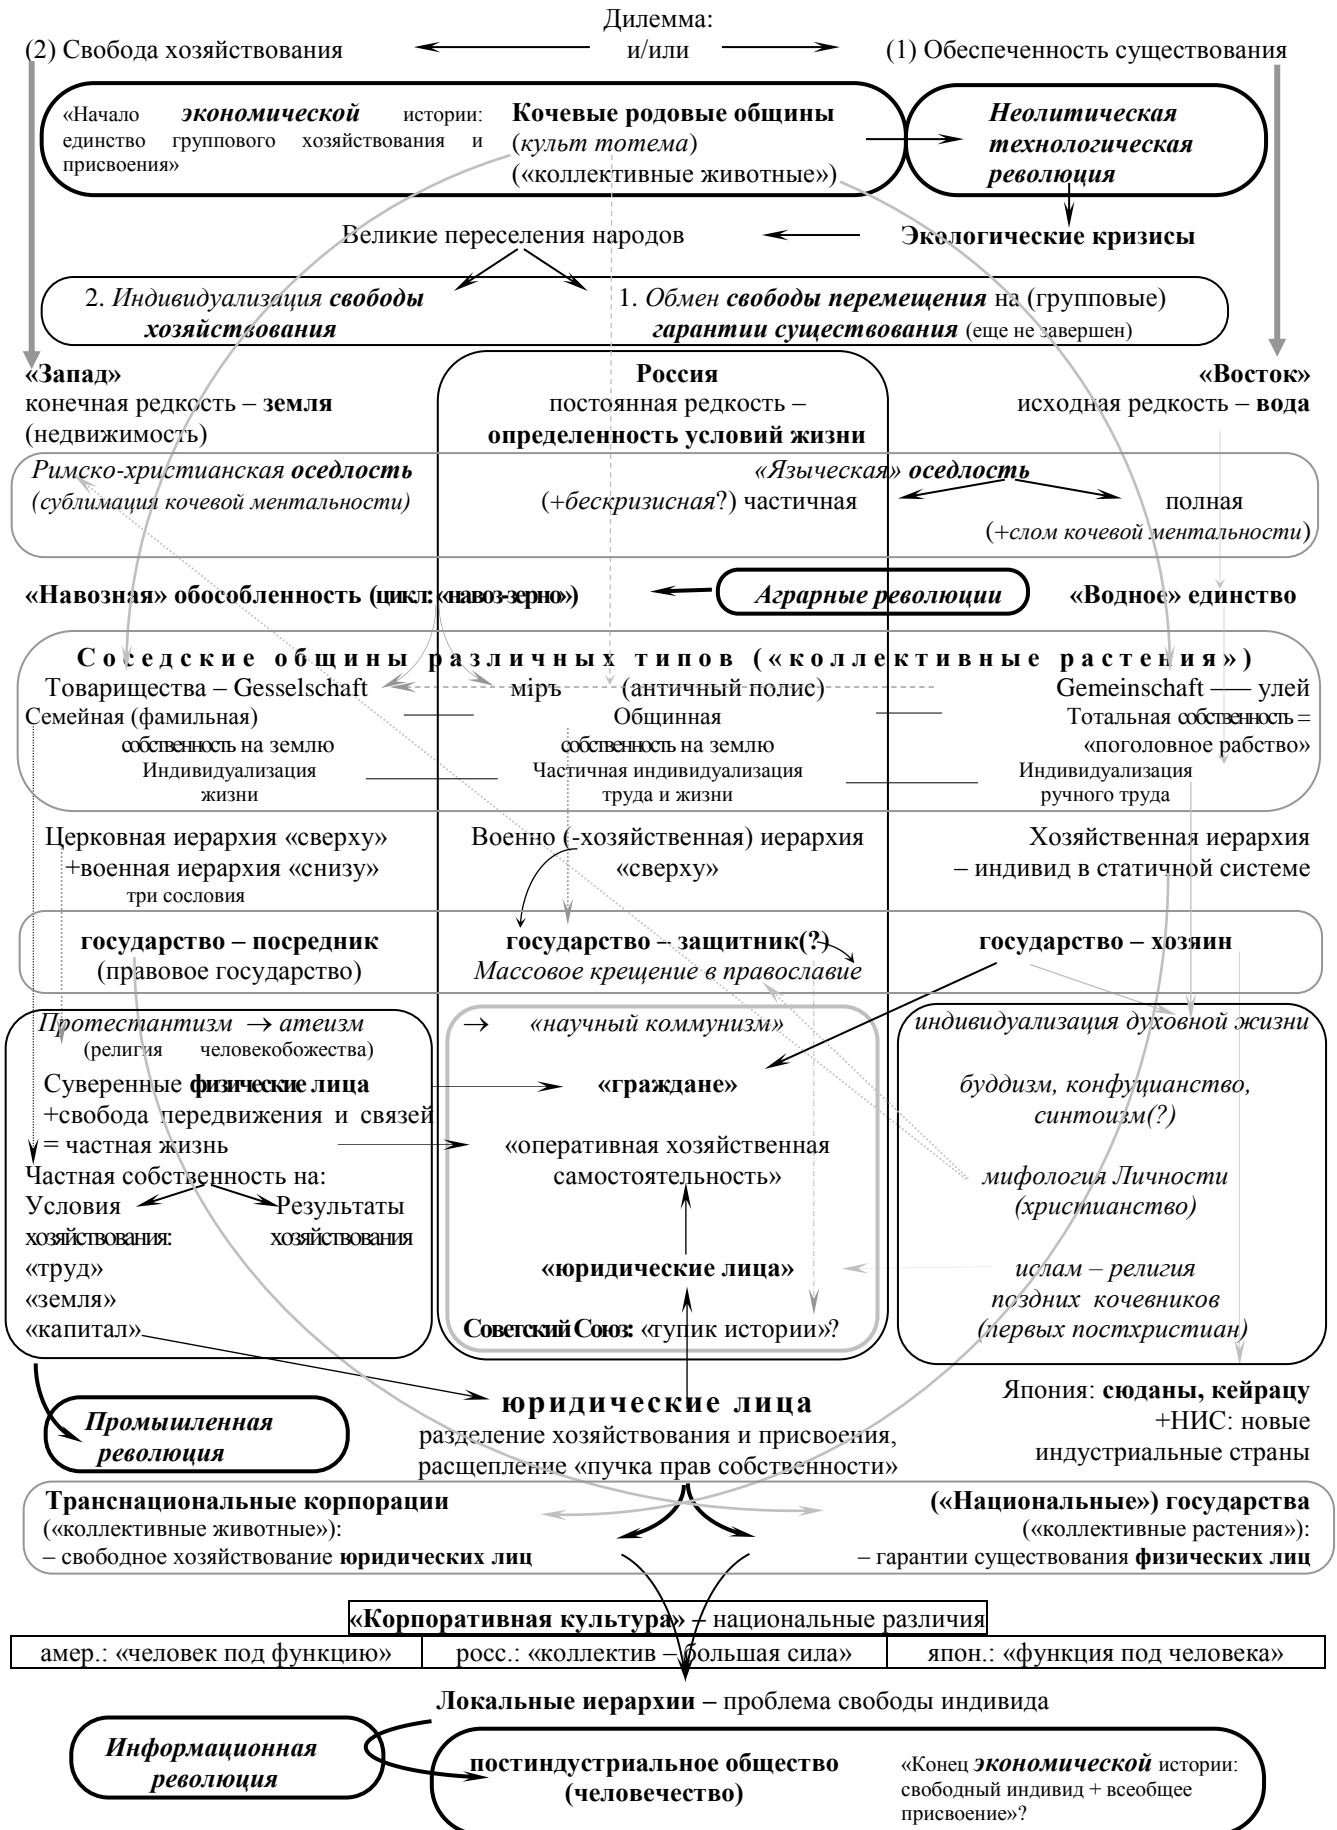 Дилемма:
(2) Свобода хозяйствования и/или (1) Обеспеченность существования
«Начало экономической истории:
единство группового хозяйствования и
присвоения»
Кочевые родовые общины
(культ тотема)
(«коллективные животные»)
Неолитическая
технологическая
революция
Великие переселения народов Экологические кризисы
2. Индивидуализация свободы
хозяйствования
1. Обмен свободы перемещения на (групповые)
гарантии существования (еще не завершен)
«Запад»
конечная редкость – земля
(недвижимость)
Россия
постоянная редкость –
определенность условий жизни
«Восток»
исходная редкость – вода
Римско-христианская оседлость
(сублимация кочевой ментальности)
«Языческая» оседлость
(+бескризисная?) частичная
полная
(+слом кочевой ментальности)
«Навозная» обособленность (цикл: «навоз-зерно») Аграрные революции «Водное» единство
Соседские общины различных типов («коллективные растения»)
Товарищества – Gesselschaft міръ (античный полис) Gemeinschaft –— улей
Семейная (фамильная)
собственность на землю
Индивидуализация
жизни
Общинная
собственность на землю
Частичная индивидуализация
труда и жизни
Тотальная собственность =
«поголовное рабство»
Индивидуализация
ручного труда
Церковная иерархия «сверху»
+военная иерархия «снизу»
три сословия
Военно (-хозяйственная) иерархия
«сверху»
Хозяйственная иерархия
– индивид в статичной системе
государство – посредник
(правовое государство)
государство – защитник(?)
Массовое крещение в православие
государство – хозяин
Протестантизм → атеизм
(религия человекобожества)
Суверенные физические лица
+свобода передвижения и связей
= частная жизнь
Частная собственность на:
Условия
хозяйствования:
«труд»
«земля»
«капитал»
Результаты
хозяйствования
→ «научный коммунизм»
«граждане»
«оперативная хозяйственная
самостоятельность»
«юридические лица»
Советский Союз: «тупик истории»?
индивидуализация духовной жизни
буддизм, конфуцианство,
синтоизм(?)
мифология Личности
(христианство)
ислам – религия
поздних кочевников
(первых постхристиан)
Промышленная
революция
юридические лица
разделение хозяйствования и присвоения,
расщепление «пучка прав собственности»
Япония: сюданы, кейрацу
+НИС: новые
индустриальные страны
Транснациональные корпорации
(«коллективные животные»):
– свободное хозяйствование юридических лиц
(«Национальные») государства
(«коллективные растения»):
– гарантии существования физических лиц
«Корпоративная культура» – национальные различия
амер.: «человек под функцию» росс.: «коллектив – большая сила» япон.: «функция под человека»
Локальные иерархии – проблема свободы индивида
Информационная
революция
постиндустриальное общество
(человечество)
«Конец экономической истории:
свободный индивид + всеобщее
присвоение»?